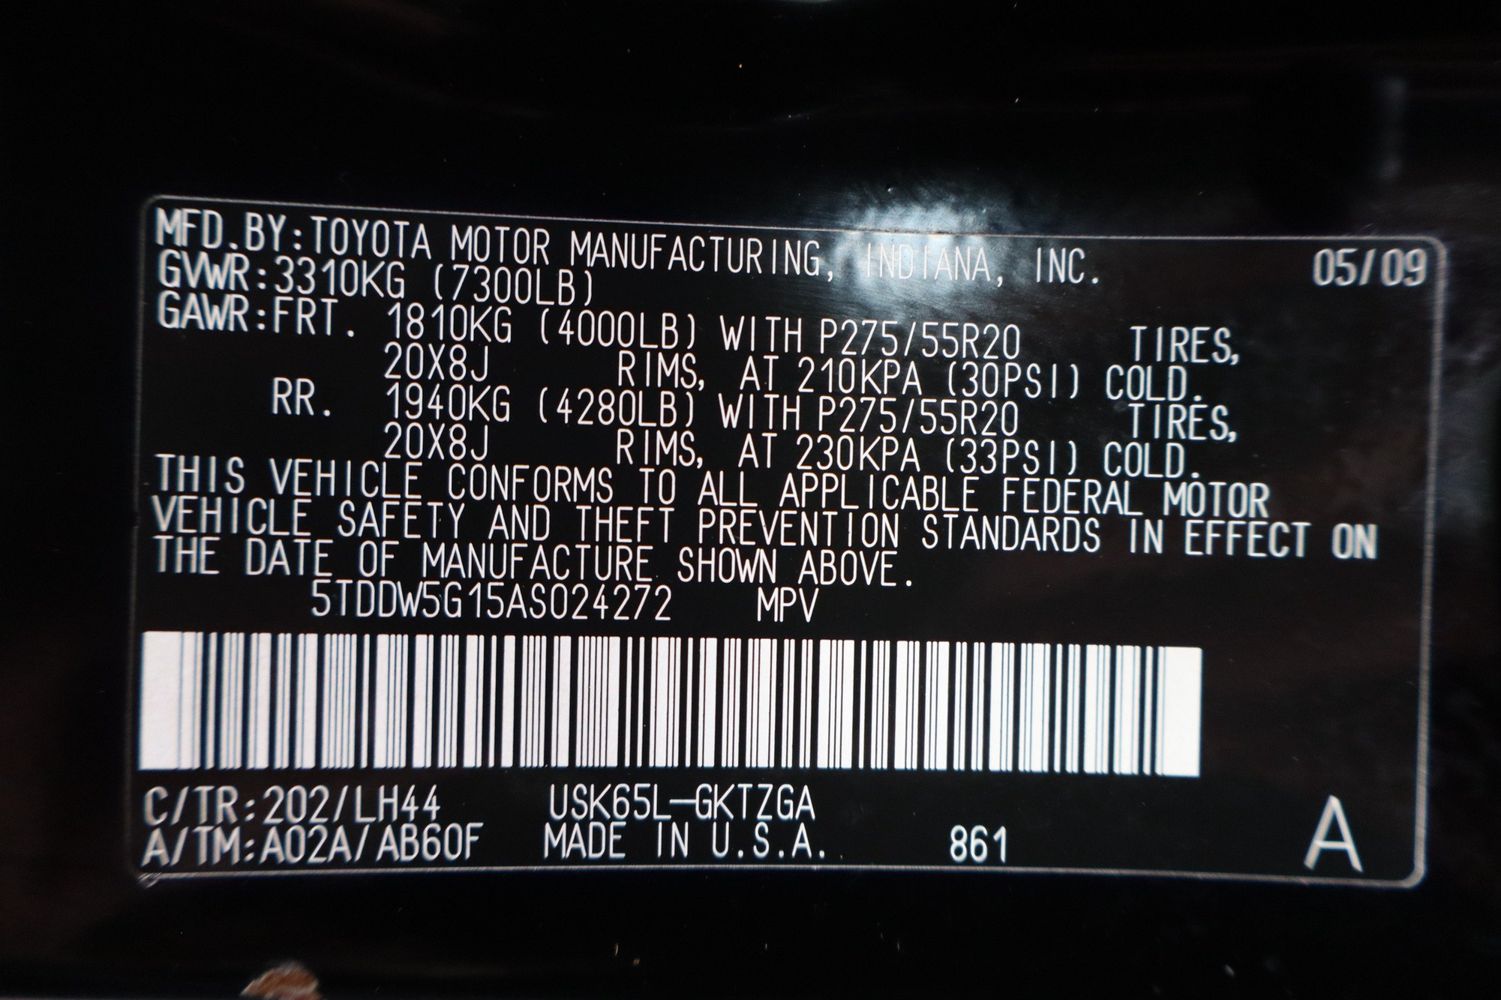 MFD.BY:TOYOTA MOTOR MANUFACTURING, INDIANA, INC. 05/09
GVWR:3310KG (7300LB)
GAWR:FRT. 1810KG (4000LB) WITH P275/55R20 TIRES,
20X8J RIMS, AT 210KPA (30PSI) COLD.
RR. 1940KG (4280LB) WITH P275/55R20 TIRES,
20X8J RIMS, AT 230KPA (33PSI) COLD.
THIS VEHICLE CONFORMS TO ALL APPLICABLE FEDERAL MOTOR
VEHICLE SAFETY AND THEFT PREVENTION STANDARDS IN EFFECT ON
THE DATE OF MANUFACTURE SHOWN ABOVE.
5TDDW5G15AS024272 MPV
C/TR:202/LH44 USK65L-GKTZGA
A/TM:A02A/AB60F MADE IN U.S.A. 861 A